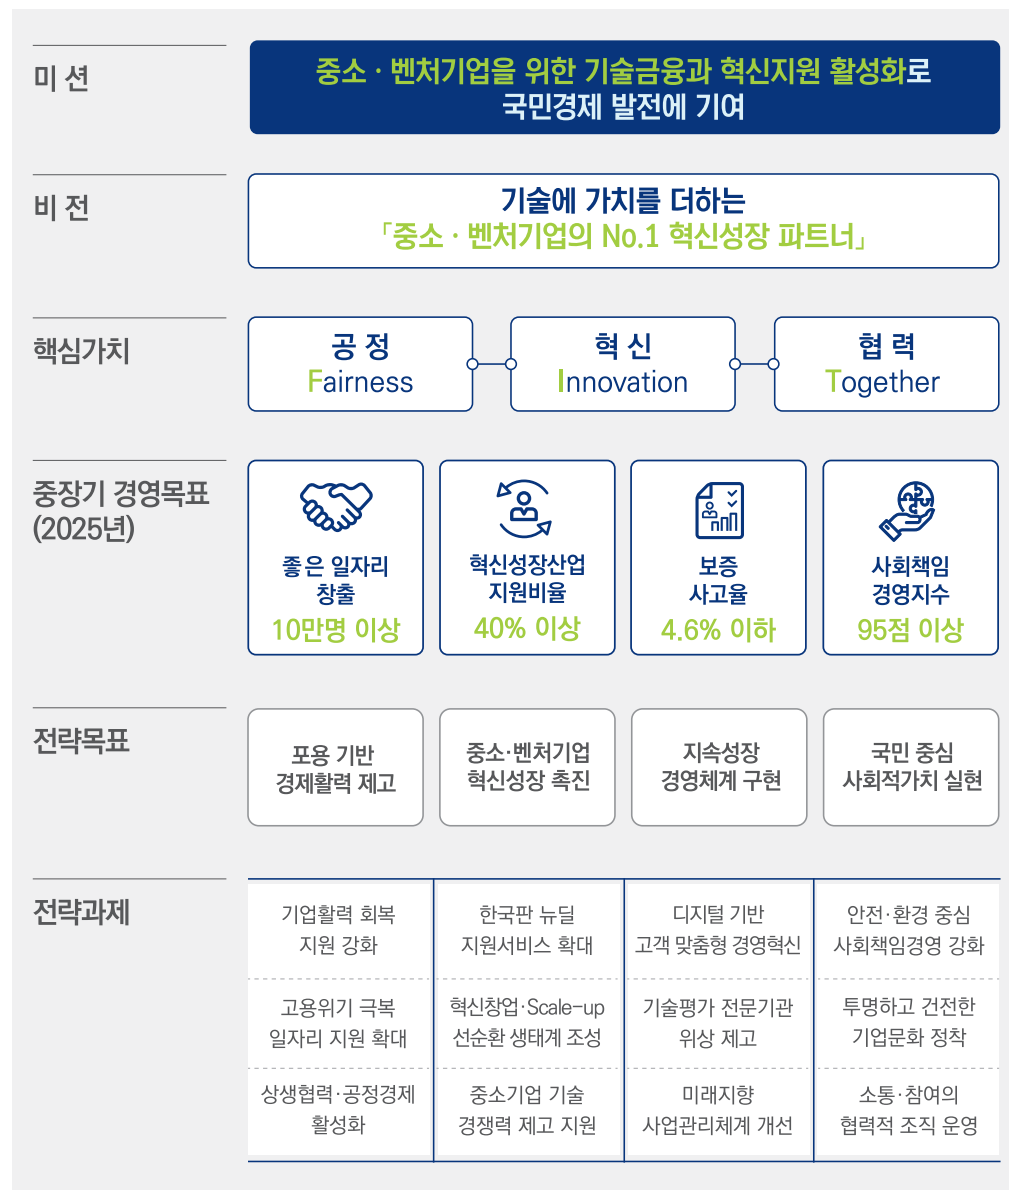 미 션
중소 · 벤처기업을 위한 기술금융과 혁신지원 활성화로
국민경제 발전에 기여
비 전
기술에 가치를 더하는
「중소 · 벤처기업의 No.1 혁신성장 파트너」
핵심가치
공 정
Fairness
혁 신
Innovation
협 력
Together
중장기 경영목표
(2025년)
좋은 일자리
창출
10만명 이상
혁신성장산업
지원비율
40% 이상
보증
사고율
4.6% 이하
사회책임
경영지수
95점 이상
전략목표
포용 기반
경제활력 제고
중소·벤처기업
혁신성장 촉진
지속성장
경영체계 구현
국민 중심
사회적가치 실현
전략과제
기업활력 회복
지원 강화
한국판 뉴딜
지원서비스 확대
디지털 기반
고객 맞춤형 경영혁신
안전·환경 중심
사회책임경영 강화
고용위기 극복
일자리 지원 확대
혁신창업·Scale-up
선순환 생태계 조성
기술평가 전문기관
위상 제고
투명하고 건전한
기업문화 정착
상생협력·공정경제
활성화
중소기업 기술
경쟁력 제고 지원
미래지향
사업관리체계 개선
소통·참여의
협력적 조직 운영